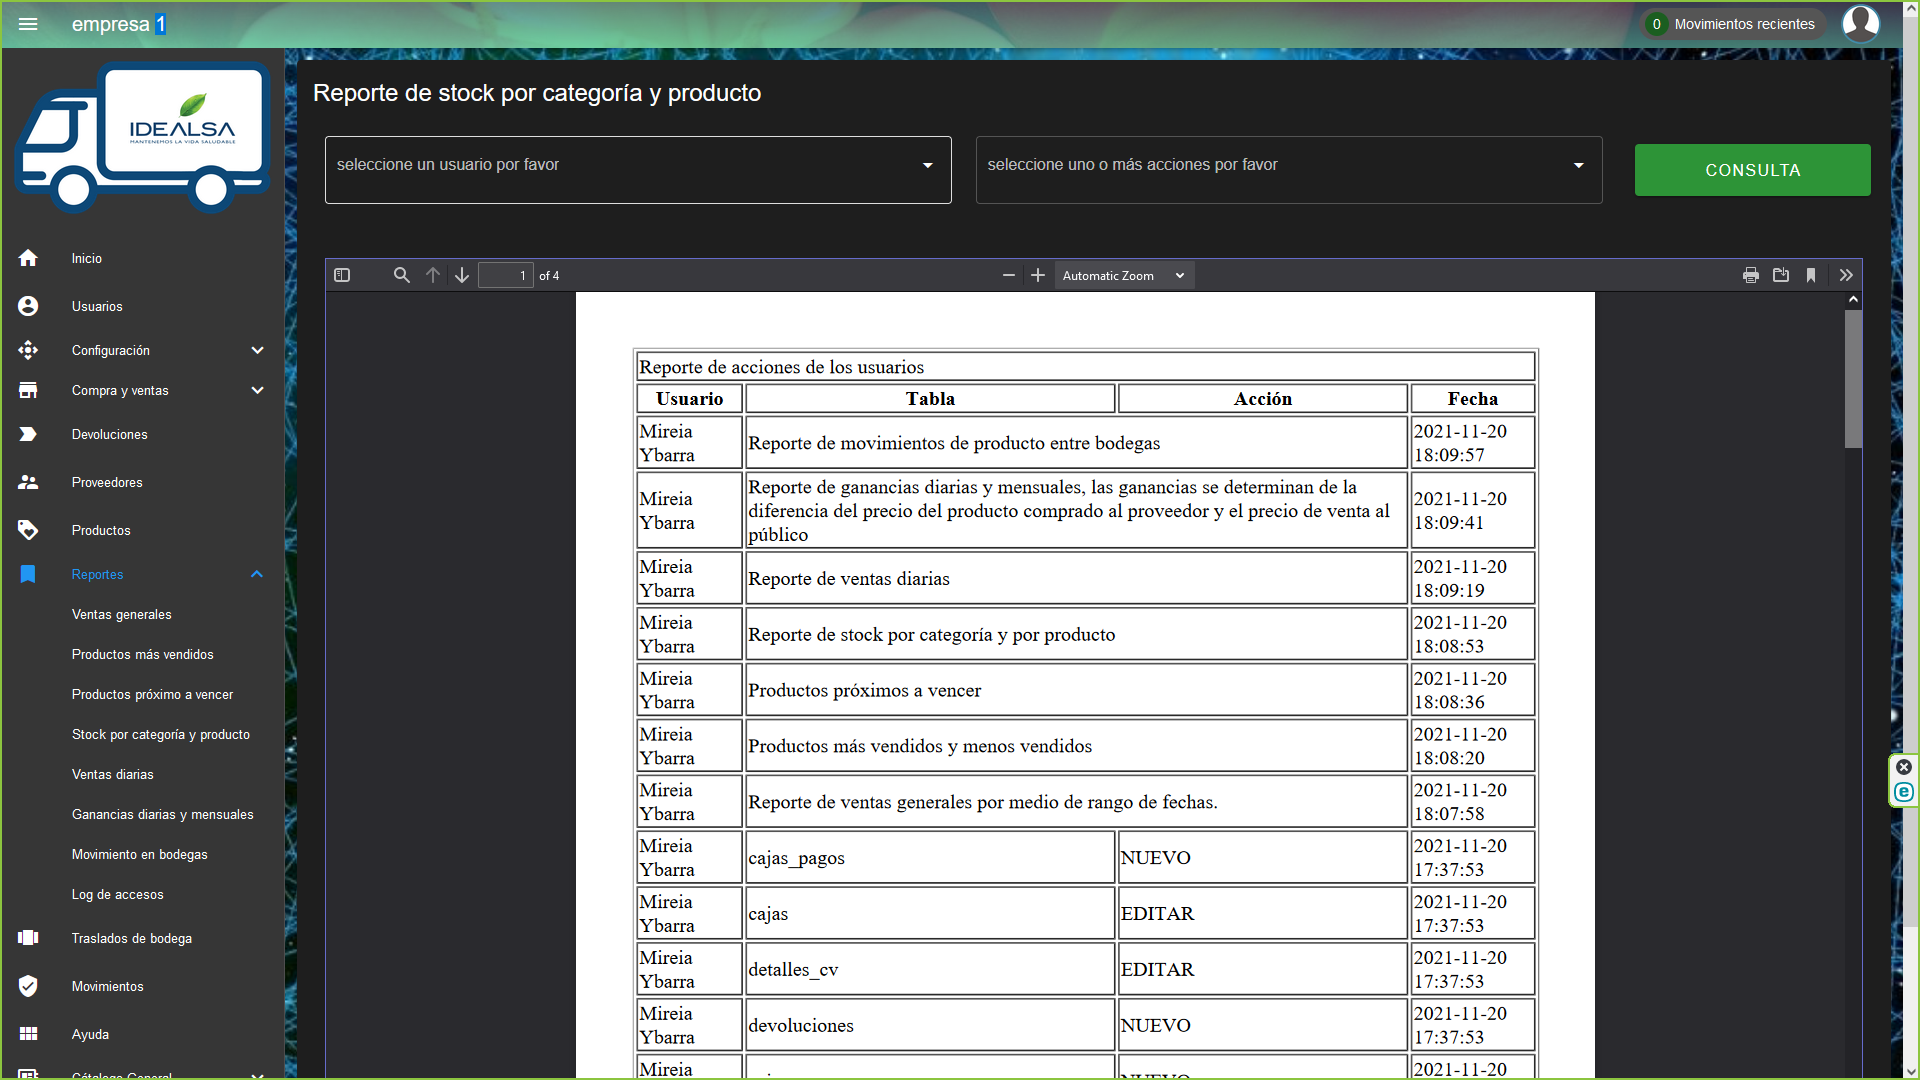 empresa 1
0 Movimientos recientes
IDEALSA
MANTENEMOS LA VIDA SALUDABLE
Inicio
Usuarios
Configuración
Compra y ventas
Devoluciones
Proveedores
Productos
Reportes
Ventas generales
Productos más vendidos
Productos próximo a vencer
Stock por categoría y producto
Ventas diarias
Ganancias diarias y mensuales
Movimiento en bodegas
Log de accesos
Traslados de bodega
Movimientos
Ayuda
Cátalogo General
Reporte de stock por categoría y producto
seleccione un usuario por favor
seleccione uno o más acciones por favor
CONSULTA
1 of 4
Automatic Zoom
Reporte de acciones de los usuarios
Usuario Tabla Acción Fecha
Mireia Ybarra Reporte de movimientos de producto entre bodegas 2021-11-20 18:09:57
Mireia Ybarra Reporte de ganancias diarias y mensuales, las ganancias se determinan de la
diferencia del precio del producto comprado al proveedor y el precio de venta al
público 2021-11-20 18:09:41
Mireia Ybarra Reporte de ventas diarias 2021-11-20 18:09:19
Mireia Ybarra Reporte de stock por categoría y por producto 2021-11-20 18:08:53
Mireia Ybarra Productos próximos a vencer 2021-11-20 18:08:36
Mireia Ybarra Productos más vendidos y menos vendidos 2021-11-20 18:08:20
Mireia Ybarra Reporte de ventas generales por medio de rango de fechas. 2021-11-20 18:07:58
Mireia Ybarra cajas_pagos NUEVO 2021-11-20 17:37:53
Mireia Ybarra cajas EDITAR 2021-11-20 17:37:53
Mireia Ybarra detalles_cv EDITAR 2021-11-20 17:37:53
Mireia Ybarra devoluciones NUEVO 2021-11-20 17:37:53
Mireia NUEVO 2021-11-20